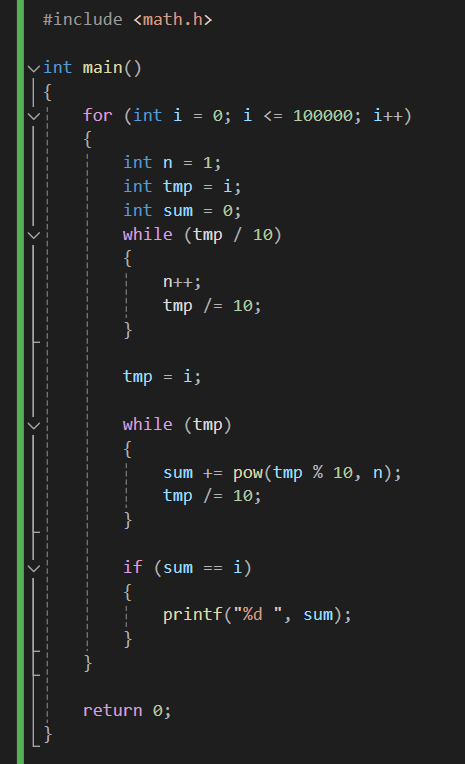 #include <math.h>
int main()
{
for (int i = 0; i <= 100000; i++)
{
int n = 1;
int tmp = i;
int sum = 0;
while (tmp / 10)
{
n++;
tmp /= 10;
}
tmp = i;
while (tmp)
{
sum += pow(tmp % 10, n);
tmp /= 10;
}
if (sum == i)
{
printf("%d ", sum);
}
}
return 0;
}